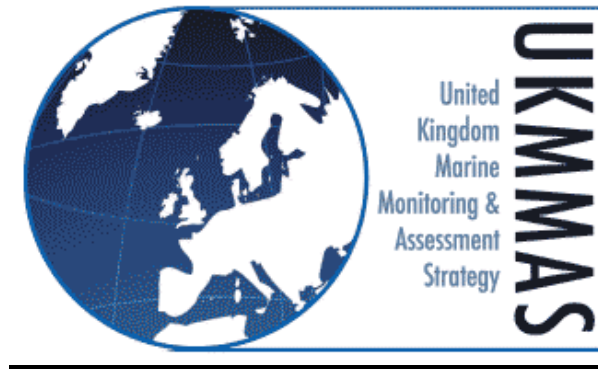 United
Kingdom
Marine
Monitoring &
Assessment
Strategy
UKMMAS